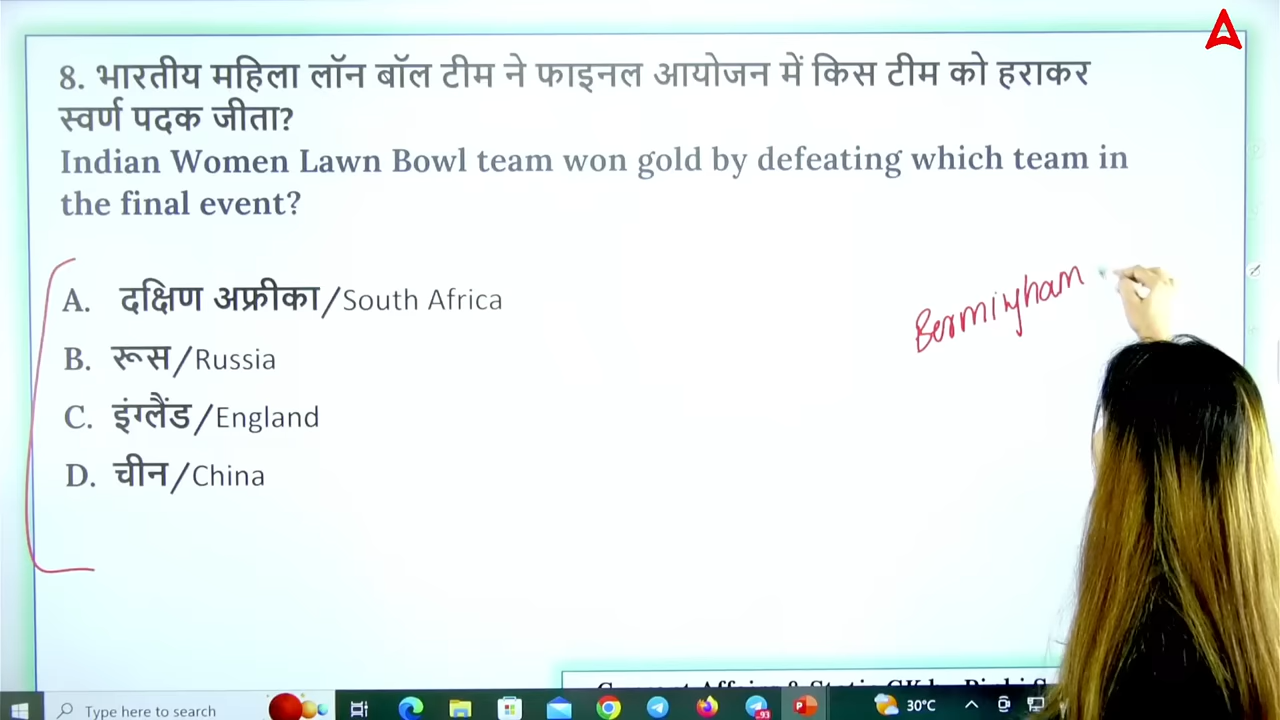 8. भारतीय महिला लॉन बॉल टीम ने फाइनल आयोजन में किस टीम को हराकर
स्वर्ण पदक जीता?
Indian Women Lawn Bowl team won gold by defeating which team in
the final event?
A. दक्षिण अफ्रीका/South Africa
B. रूस/Russia
C. इंग्लैंड/England
D. चीन/China
Bermingham
Type here to search
93
30°C